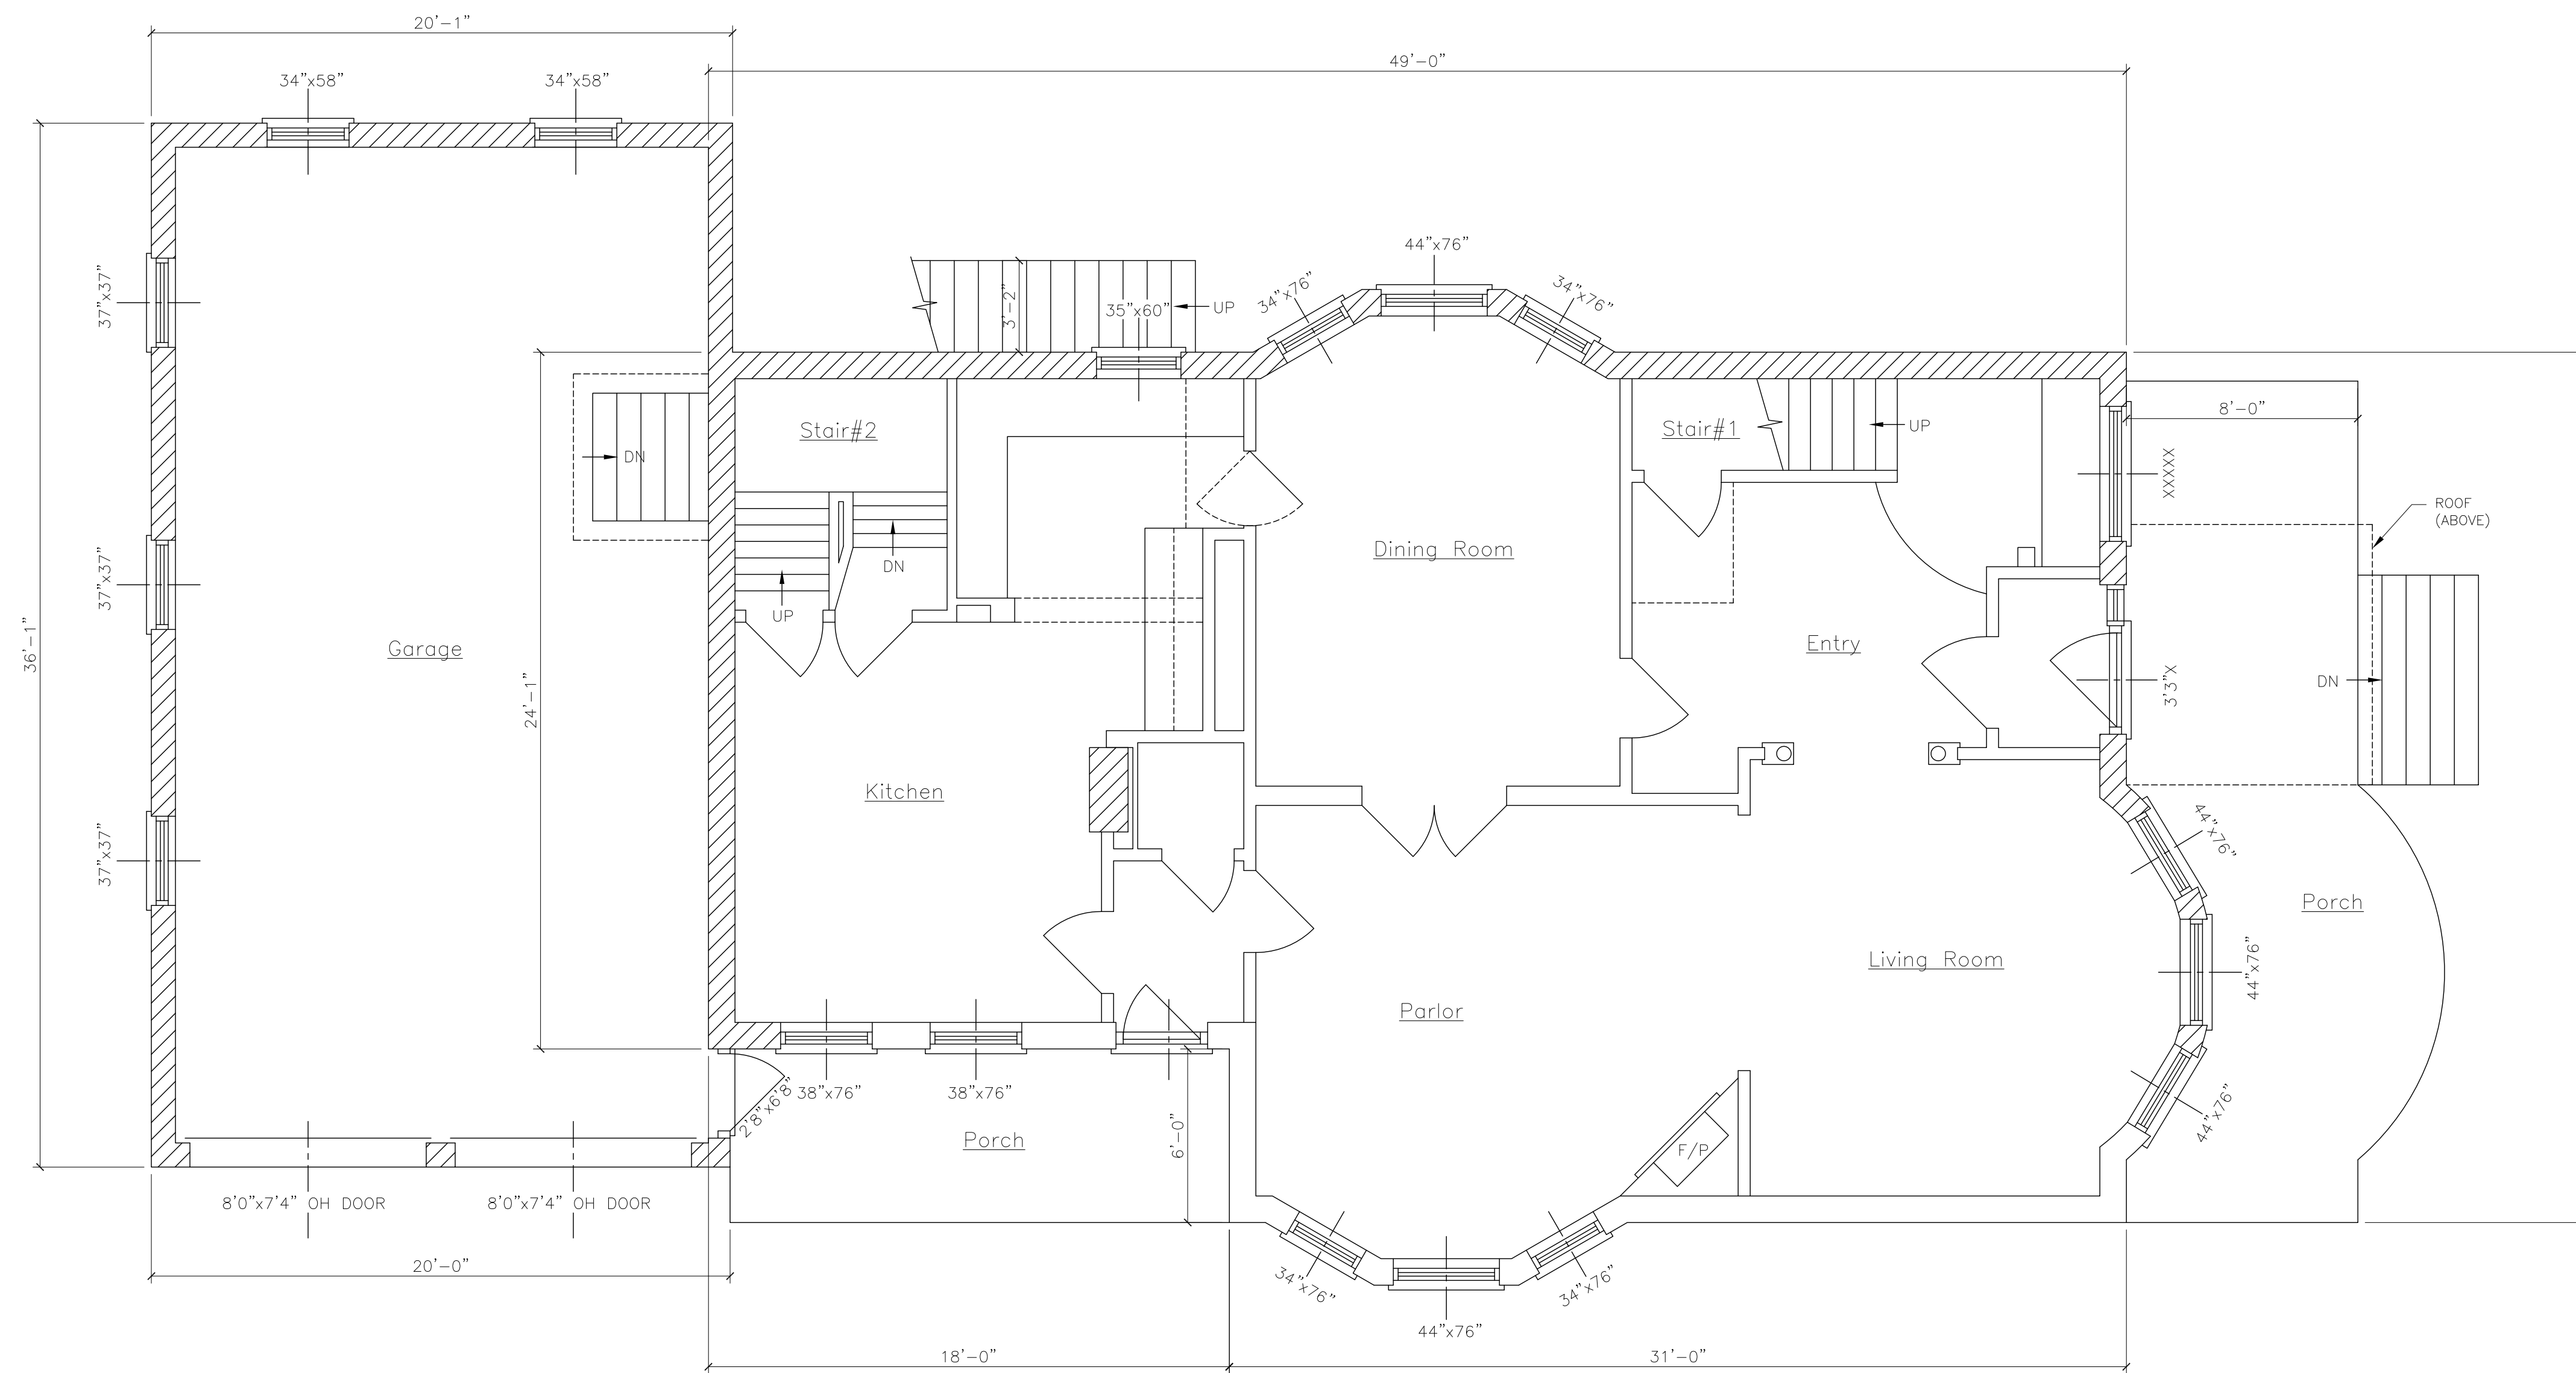 20'-1"
49'-0"
34"x58"
34"x58"
44"x76"
34"x76"
34"x76"
37"x37"
3'-2"
35"x60"
UP
8'-0"
Stair#2
Stair#1
UP
XXXXX
DN
ROOF
(ABOVE)
Dining Room
37"x37"
DN
UP
36'-1"
Garage
24'-1"
Entry
3'3"X
DN
Kitchen
44"x76"
37"x37"
Porch
Living Room
44"x76"
Parlor
38"x76"
38"x76"
2'8"x6'8"
44"x76"
Porch
6'-0"
F/P
8'0"x7'4" OH DOOR
8'0"x7'4" OH DOOR
20'-0"
34"x76"
34"x76"
44"x76"
18'-0"
31'-0"